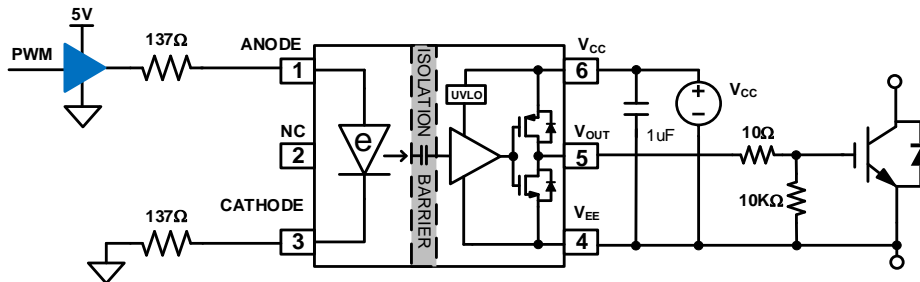 5V
PWM
137Ω
ANODE
1
NC
2
CATHODE
137Ω
3
e
ISOLATION
BARRIER
UVLO
VCC
6
VOUT
5
VEE
4
1uF
VCC
10Ω
10KΩ